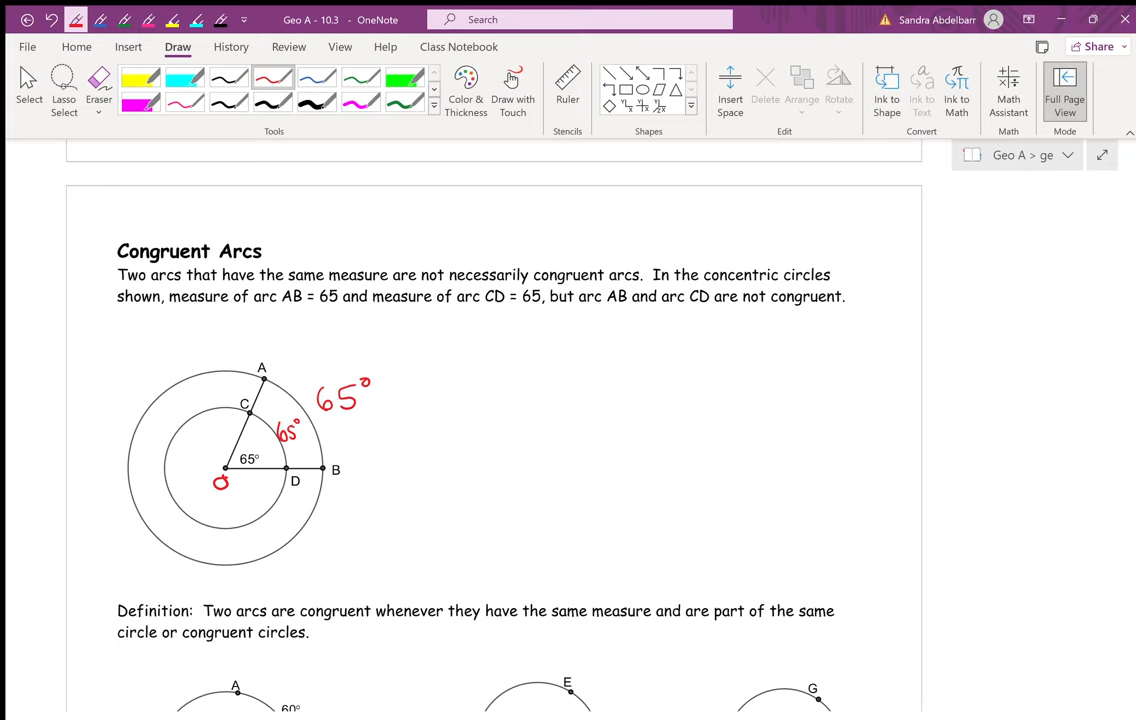 Geo A - 10.3 - OneNote
Search
Sandra Abdelbarr
File Home Insert Draw History Review View Help Class Notebook
Share
Select
Lasso Select
Eraser
Color & Thickness
Draw with Touch
Ruler
Insert Space
Delete
Arrange
Rotate
Ink to Shape
Ink to Text
Ink to Math
Math Assistant
Full Page View
Tools
Stencils
Shapes
Edit
Convert
Math
Mode
Geo A > ge
Congruent Arcs
Two arcs that have the same measure are not necessarily congruent arcs. In the concentric circles
shown, measure of arc AB = 65 and measure of arc CD = 65, but arc AB and arc CD are not congruent.
A
65°
C
65°
65°
B
O
D
Definition: Two arcs are congruent whenever they have the same measure and are part of the same
circle or congruent circles.
A
E
G
60°